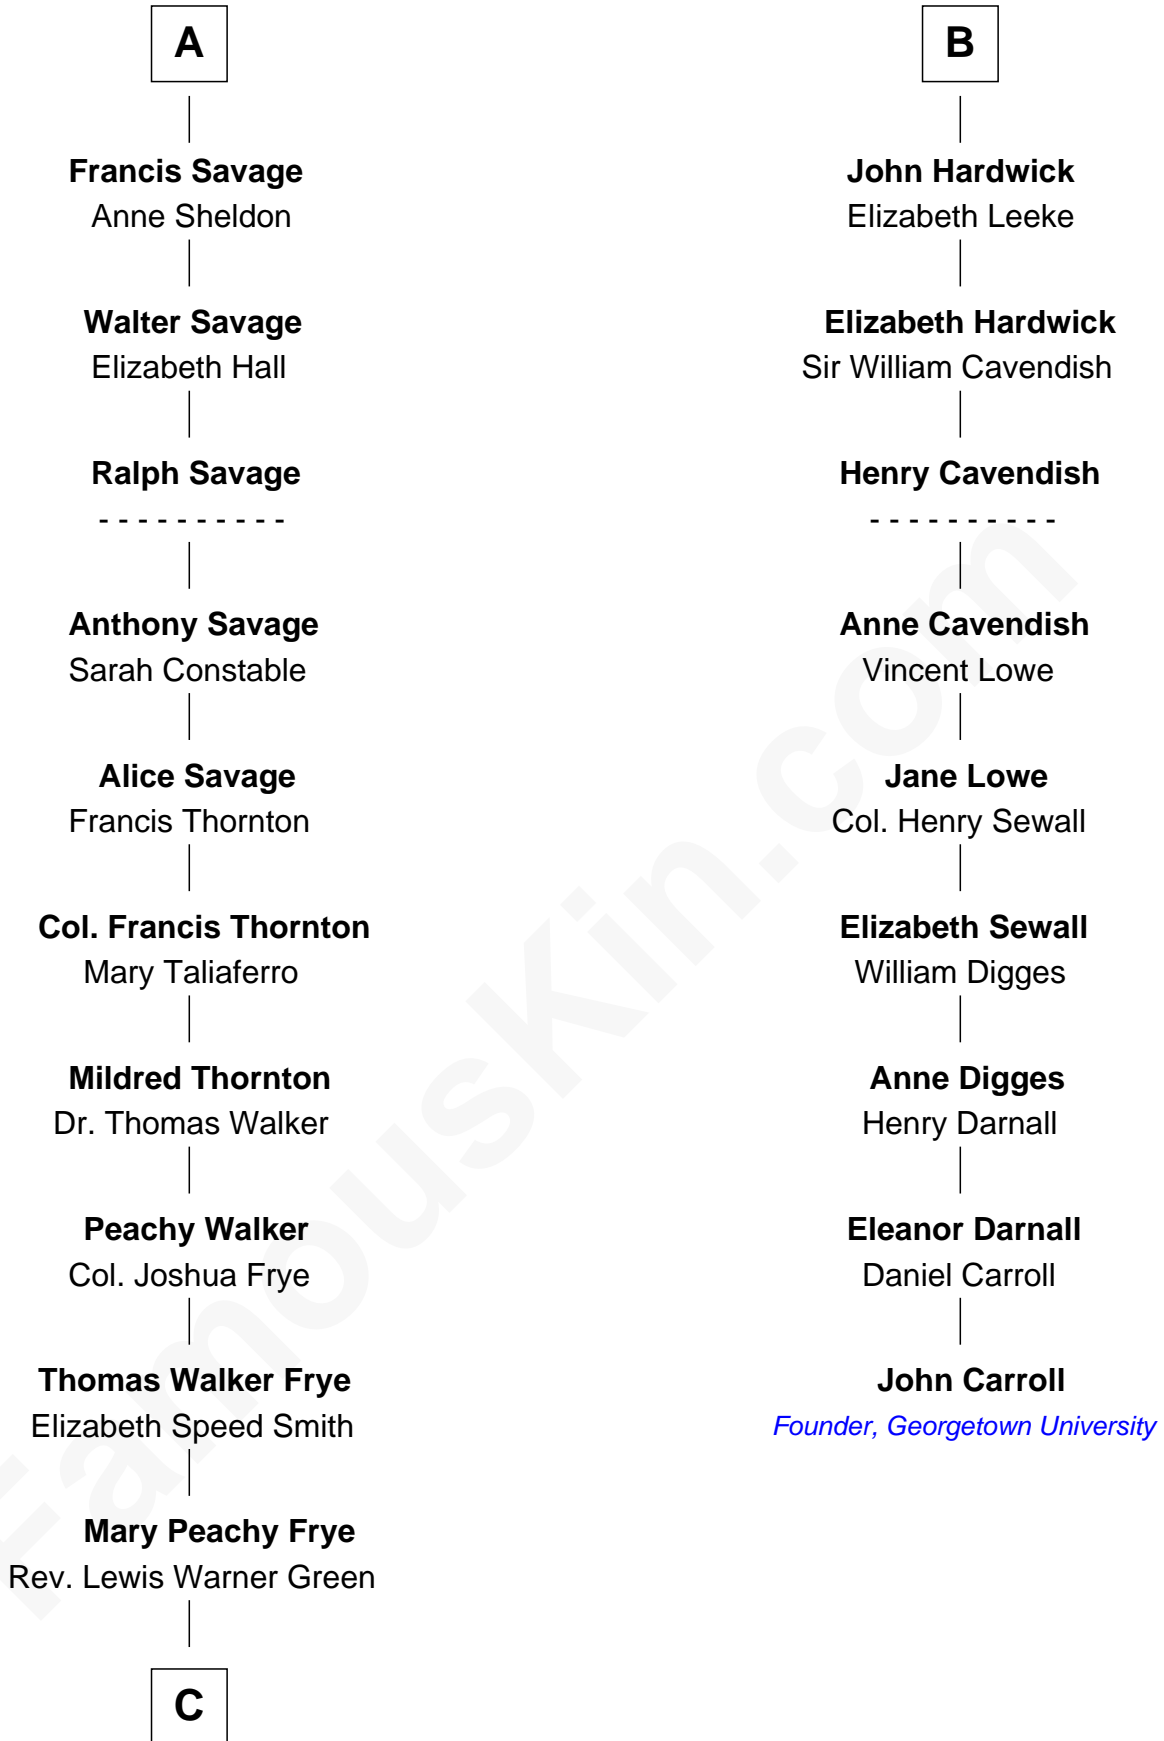 A
Francis Savage
Anne Sheldon
Walter Savage
Elizabeth Hall
Ralph Savage
- - - - - - - - - -
Anthony Savage
Sarah Constable
Alice Savage
Francis Thornton
Col. Francis Thornton
Mary Taliaferro
Mildred Thornton
Dr. Thomas Walker
Peachy Walker
Col. Joshua Frye
Thomas Walker Frye
Elizabeth Speed Smith
Mary Peachy Frye
Rev. Lewis Warner Green
C
B
John Hardwick
Elizabeth Leeke
Elizabeth Hardwick
Sir William Cavendish
Henry Cavendish
- - - - - - - - - -
Anne Cavendish
Vincent Lowe
Jane Lowe
Col. Henry Sewall
Elizabeth Sewall
William Digges
Anne Digges
Henry Darnall
Eleanor Darnall
Daniel Carroll
John Carroll
Founder, Georgetown University
FamousKin.com